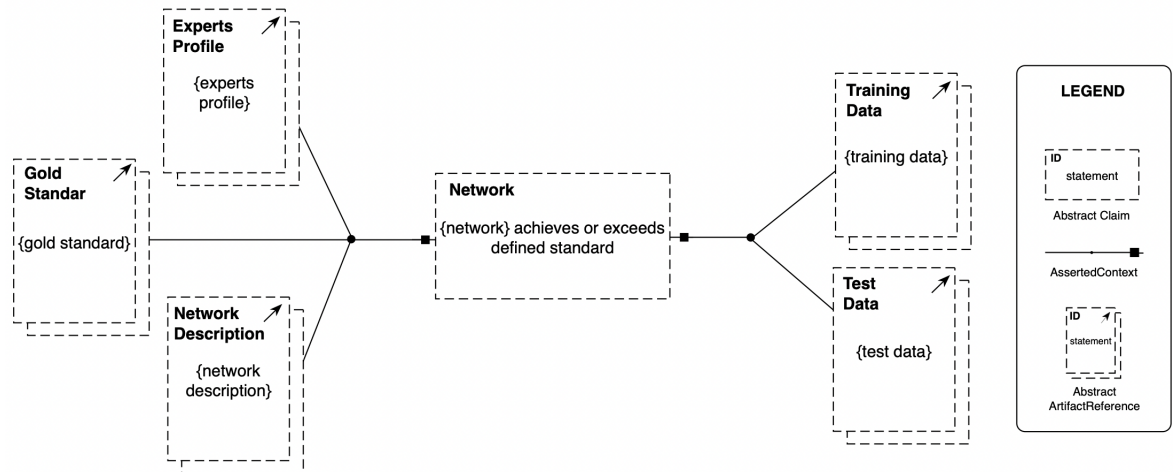 Experts
Profile
{experts
profile}
Gold
Standar
{gold standard}
Network
Description
{network
description}
Network
{network} achieves or exceeds
defined standard
Training
Data
{training data}
Test
Data
{test data}
LEGEND
ID
statement
Abstract Claim
AssertedContext
ID
statement
Abstract
ArtifactReference